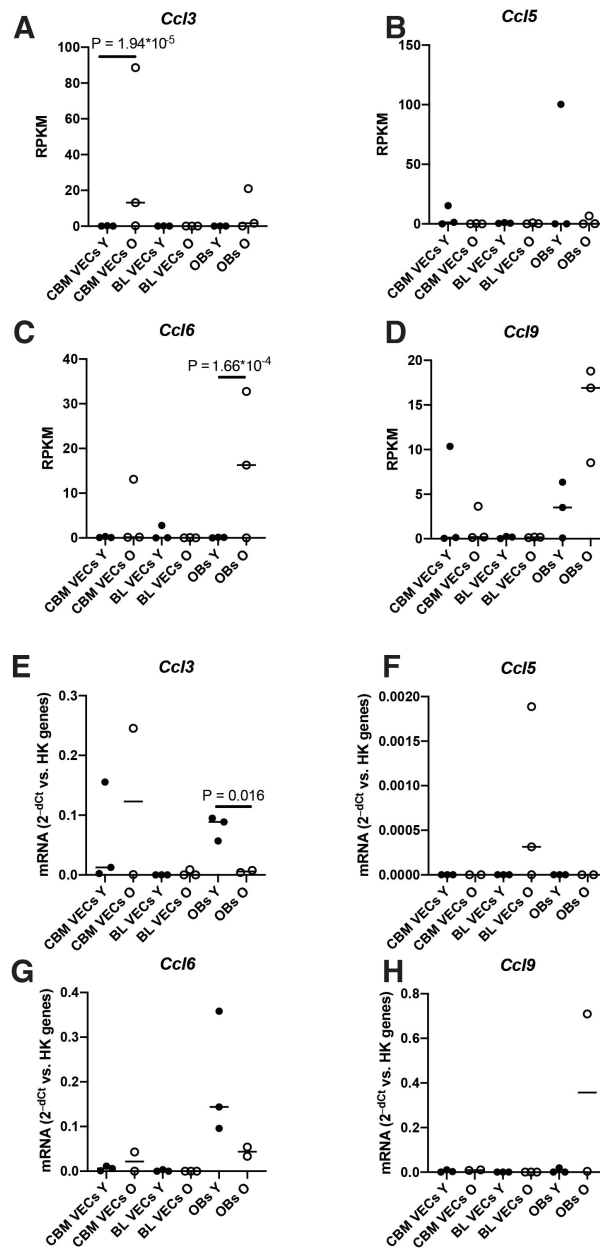 A
Ccl3
P = 1.94*10-5
RPKM
100
80
60
40
20
0
CBM VECs Y
CBM VECs O
BL VECs Y
BL VECs O
OBs Y
OBs O
B
Ccl5
RPKM
150
100
50
0
CBM VECs Y
CBM VECs O
BL VECs Y
BL VECs O
OBs Y
OBs O
C
Ccl6
P = 1.66*10-4
RPKM
40
30
20
10
0
CBM VECs Y
CBM VECs O
BL VECs Y
BL VECs O
OBs Y
OBs O
D
Ccl9
RPKM
20
15
10
5
0
CBM VECs Y
CBM VECs O
BL VECs Y
BL VECs O
OBs Y
OBs O
E
Ccl3
P = 0.016
mRNA (2–dCt vs. HK genes)
0.3
0.2
0.1
0.0
CBM VECs Y
CBM VECs O
BL VECs Y
BL VECs O
OBs Y
OBs O
F
Ccl5
mRNA (2–dCt vs. HK genes)
0.0020
0.0015
0.0010
0.0005
0.0000
CBM VECs Y
CBM VECs O
BL VECs Y
BL VECs O
OBs Y
OBs O
G
Ccl6
mRNA (2–dCt vs. HK genes)
0.4
0.3
0.2
0.1
0.0
CBM VECs Y
CBM VECs O
BL VECs Y
BL VECs O
OBs Y
OBs O
H
Ccl9
mRNA (2–dCt vs. HK genes)
0.8
0.6
0.4
0.2
0.0
CBM VECs Y
CBM VECs O
BL VECs Y
BL VECs O
OBs Y
OBs O